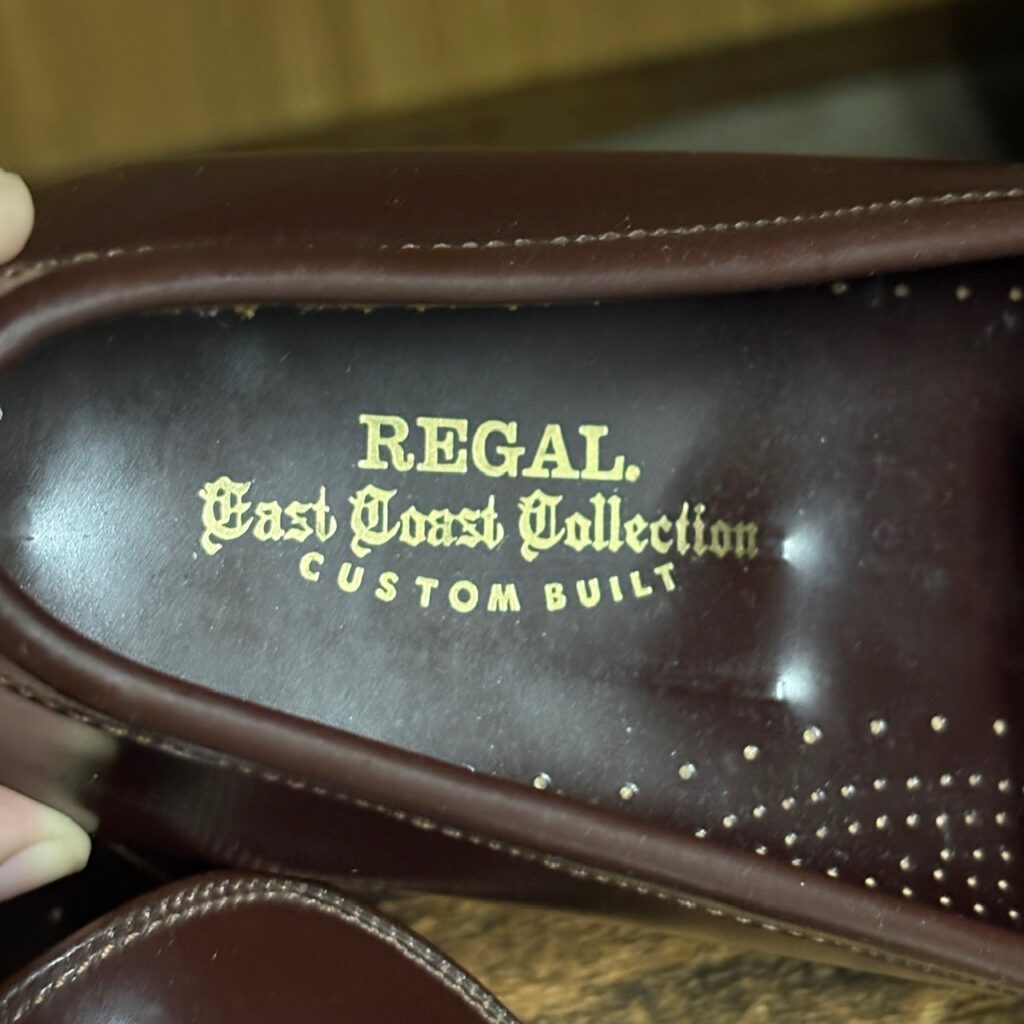 REGAL.
East Coast Collection
CUSTOM BUILT